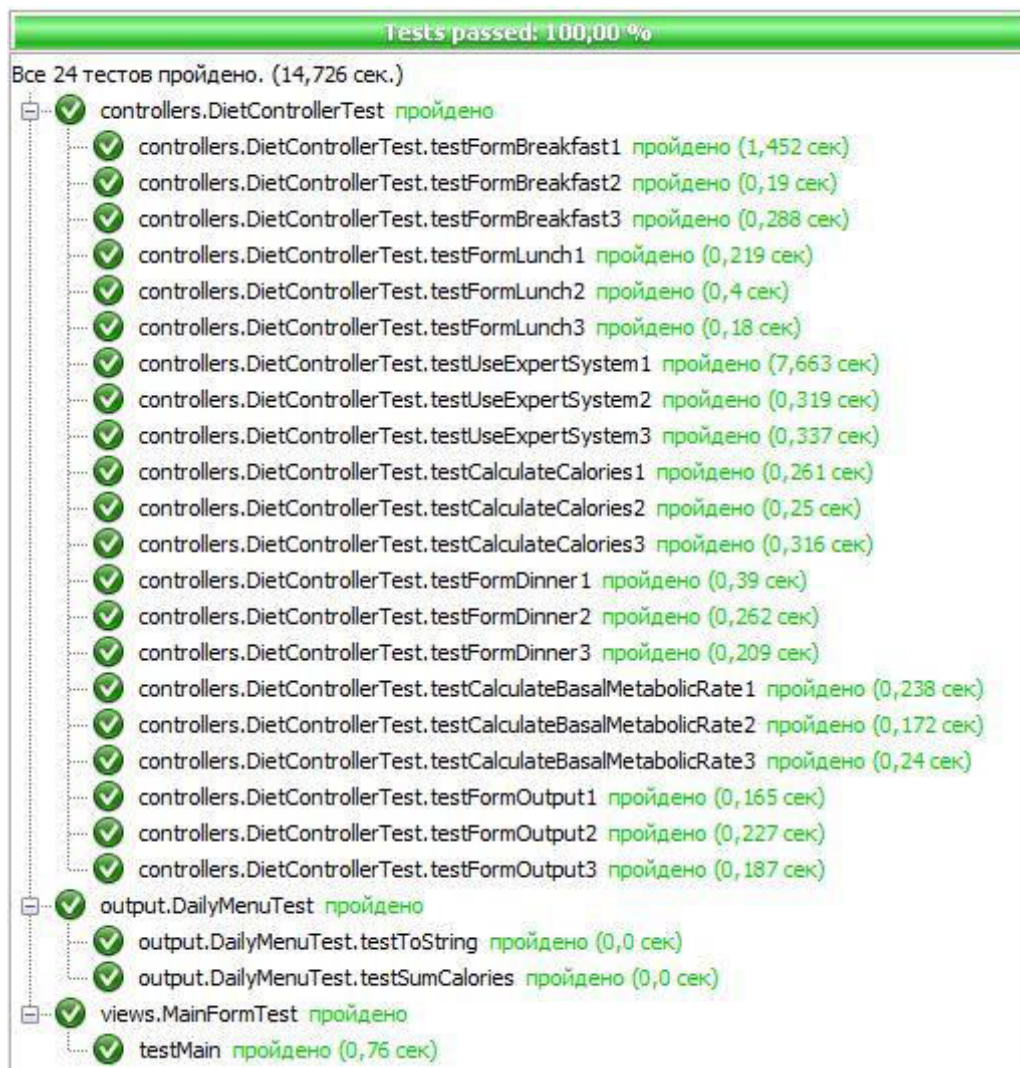 Tests passed: 100,00 %
Все 24 тестов пройдено. (14,726 сек.)
controllers.DietControllerTest пройдено
controllers.DietControllerTest.testFormBreakfast1 пройдено (1,452 сек)
controllers.DietControllerTest.testFormBreakfast2 пройдено (0,19 сек)
controllers.DietControllerTest.testFormBreakfast3 пройдено (0,288 сек)
controllers.DietControllerTest.testFormLunch1 пройдено (0,219 сек)
controllers.DietControllerTest.testFormLunch2 пройдено (0,4 сек)
controllers.DietControllerTest.testFormLunch3 пройдено (0,18 сек)
controllers.DietControllerTest.testUseExpertSystem1 пройдено (7,663 сек)
controllers.DietControllerTest.testUseExpertSystem2 пройдено (0,319 сек)
controllers.DietControllerTest.testUseExpertSystem3 пройдено (0,337 сек)
controllers.DietControllerTest.testCalculateCalories1 пройдено (0,261 сек)
controllers.DietControllerTest.testCalculateCalories2 пройдено (0,25 сек)
controllers.DietControllerTest.testCalculateCalories3 пройдено (0,316 сек)
controllers.DietControllerTest.testFormDinner1 пройдено (0,39 сек)
controllers.DietControllerTest.testFormDinner2 пройдено (0,262 сек)
controllers.DietControllerTest.testFormDinner3 пройдено (0,209 сек)
controllers.DietControllerTest.testCalculateBasalMetabolicRate1 пройдено (0,238 сек)
controllers.DietControllerTest.testCalculateBasalMetabolicRate2 пройдено (0,172 сек)
controllers.DietControllerTest.testCalculateBasalMetabolicRate3 пройдено (0,24 сек)
controllers.DietControllerTest.testFormOutput1 пройдено (0,165 сек)
controllers.DietControllerTest.testFormOutput2 пройдено (0,227 сек)
controllers.DietControllerTest.testFormOutput3 пройдено (0,187 сек)
output.DailyMenuTest пройдено
output.DailyMenuTest.testToString пройдено (0,0 сек)
output.DailyMenuTest.testSumCalories пройдено (0,0 сек)
views.MainFormTest пройдено
testMain пройдено (0,76 сек)